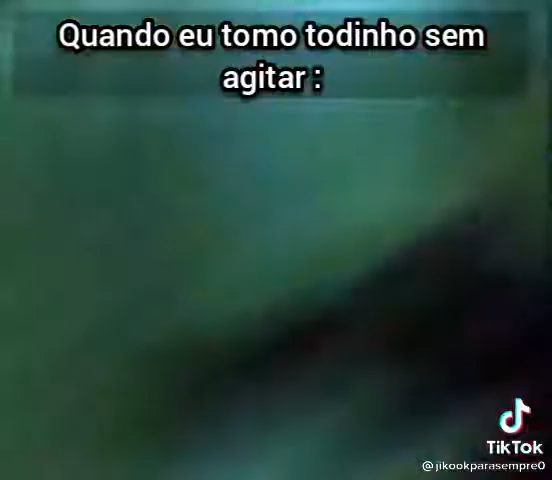 Quando eu tomo todinho sem
agitar :
TikTok
@jikookparasempre0